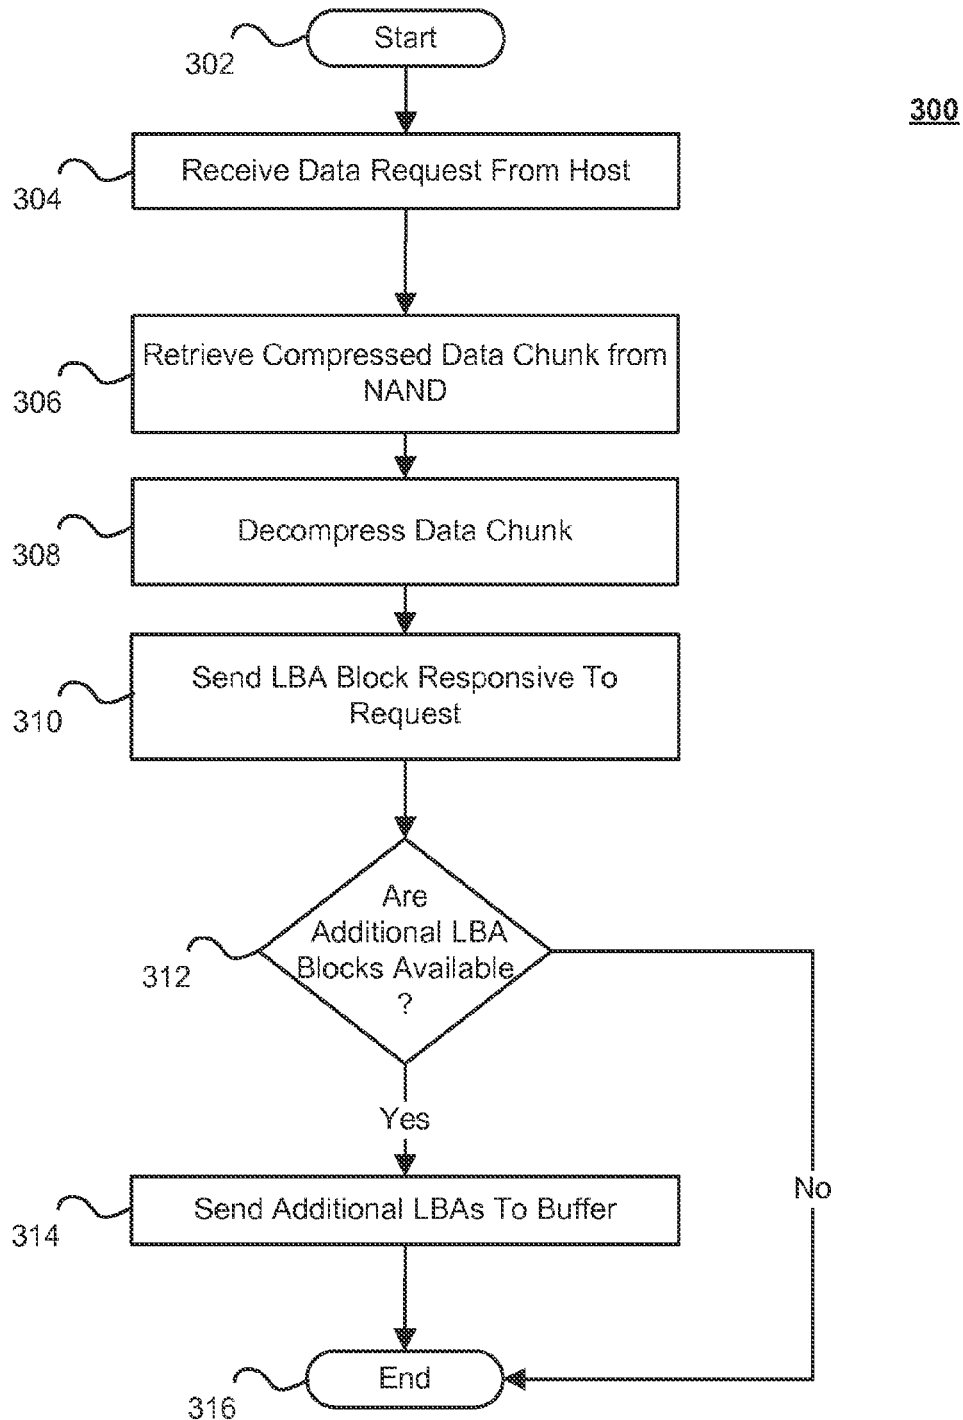 Start
302
300
Receive Data Request From Host
304
Retrieve Compressed Data Chunk from
NAND
306
Decompress Data Chunk
308
Send LBA Block Responsive To
Request
310
Are
Additional LBA
Blocks Available
?
312
Yes
No
Send Additional LBAs To Buffer
314
End
316